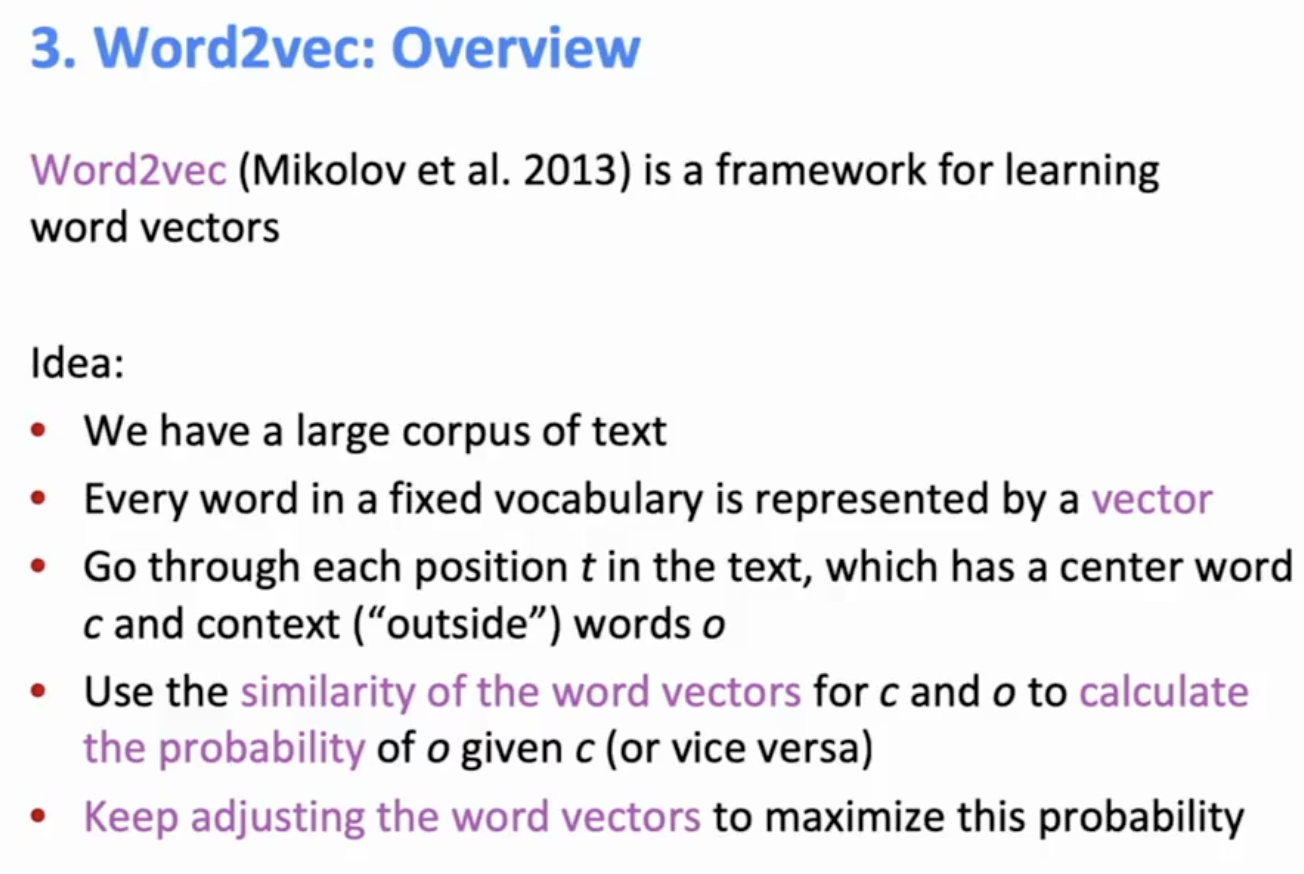 3. Word2vec: Overview
Word2vec (Mikolov et al. 2013) is a framework for learning
word vectors
Idea:
• We have a large corpus of text
• Every word in a fixed vocabulary is represented by a vector
• Go through each position t in the text, which has a center word
c and context (“outside”) words o
• Use the similarity of the word vectors for c and o to calculate
the probability of o given c (or vice versa)
• Keep adjusting the word vectors to maximize this probability